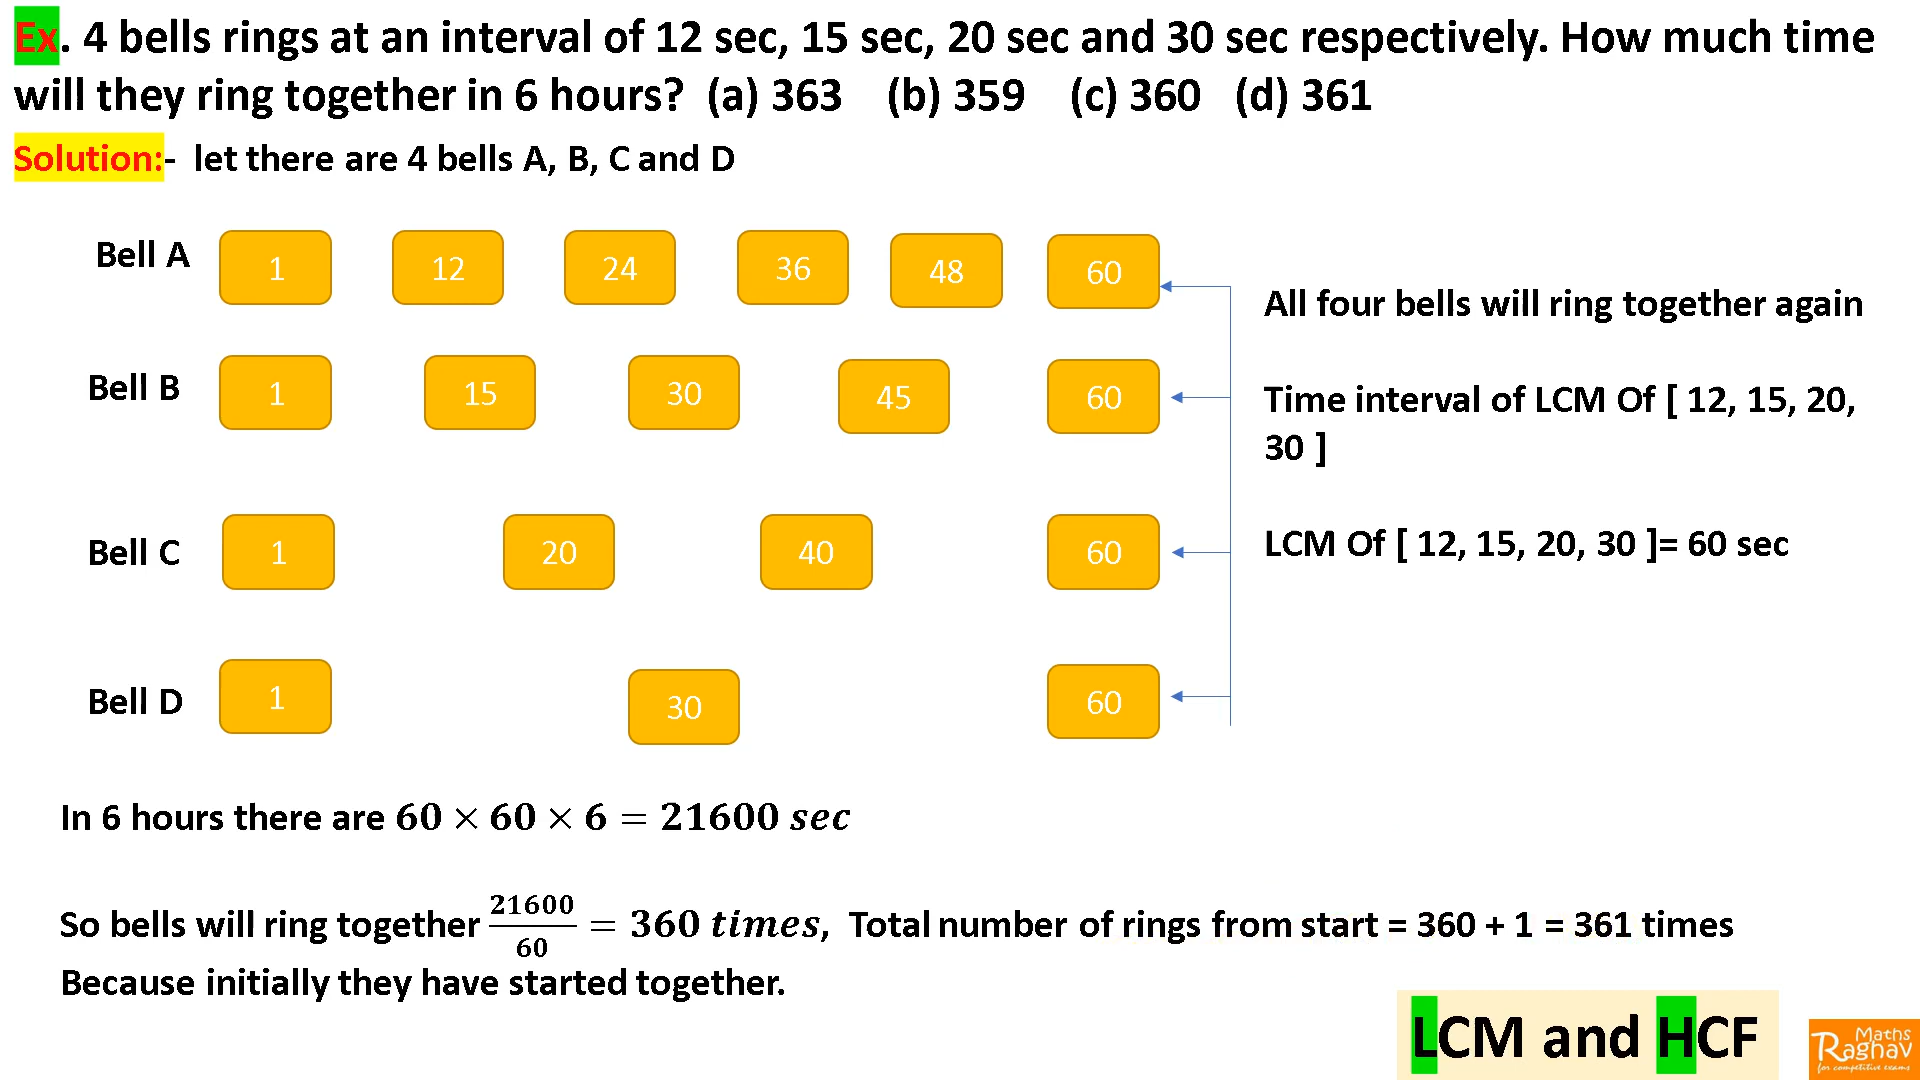 Ex. 4 bells rings at an interval of 12 sec, 15 sec, 20 sec and 30 sec respectively. How much time
will they ring together in 6 hours? (a) 363 (b) 359 (c) 360 (d) 361
Solution:- let there are 4 bells A, B, C and D
Bell A 1 12 24 36 48 60
Bell B 1 15 30 45 60
Bell C 1 20 40 60
Bell D 1 30 60
All four bells will ring together again
Time interval of LCM Of [ 12, 15, 20,
30 ]
LCM Of [ 12, 15, 20, 30 ]= 60 sec
In 6 hours there are 60 × 60 × 6 = 21600 sec
So bells will ring together 21600/60 = 360 times, Total number of rings from start = 360 + 1 = 361 times
Because initially they have started together.
LCM and HCF
Maths
Raghav
for competitive exams